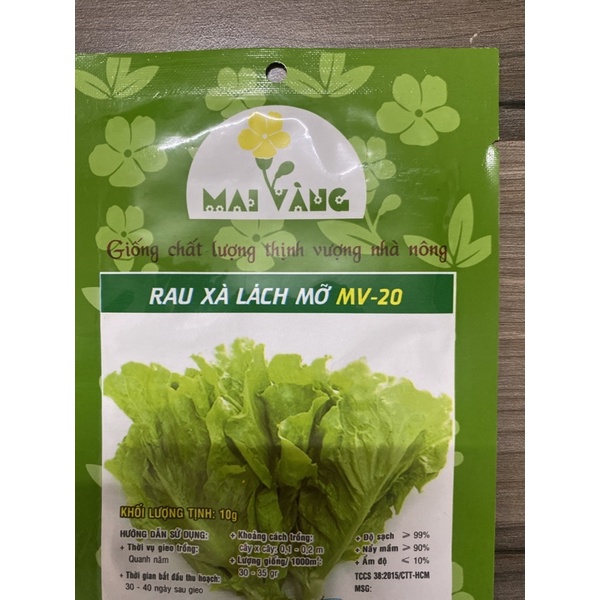 MAI VÀNG
Giống chất lượng thịnh vượng nhà nông
RAU XÀ LÁCH MỠ MV-20
KHỐI LƯỢNG TỊNH: 10g
HƯỚNG DẪN SỬ DỤNG:
+ Thời vụ gieo trồng:
Quanh năm
+ Thời gian bắt đầu thu hoạch:
30 - 40 ngày sau gieo
+ Khoảng cách trồng:
cây x cây: 0,1 - 0,2 m
+ Lượng giống/ 1000m²:
30 - 35 gr
+ Độ sạch ≥ 99%
+ Nẩy mầm ≥ 90%
+ Ẩm độ ≤ 10%
TCCS 38:2015/CTT-HCM
MSG: